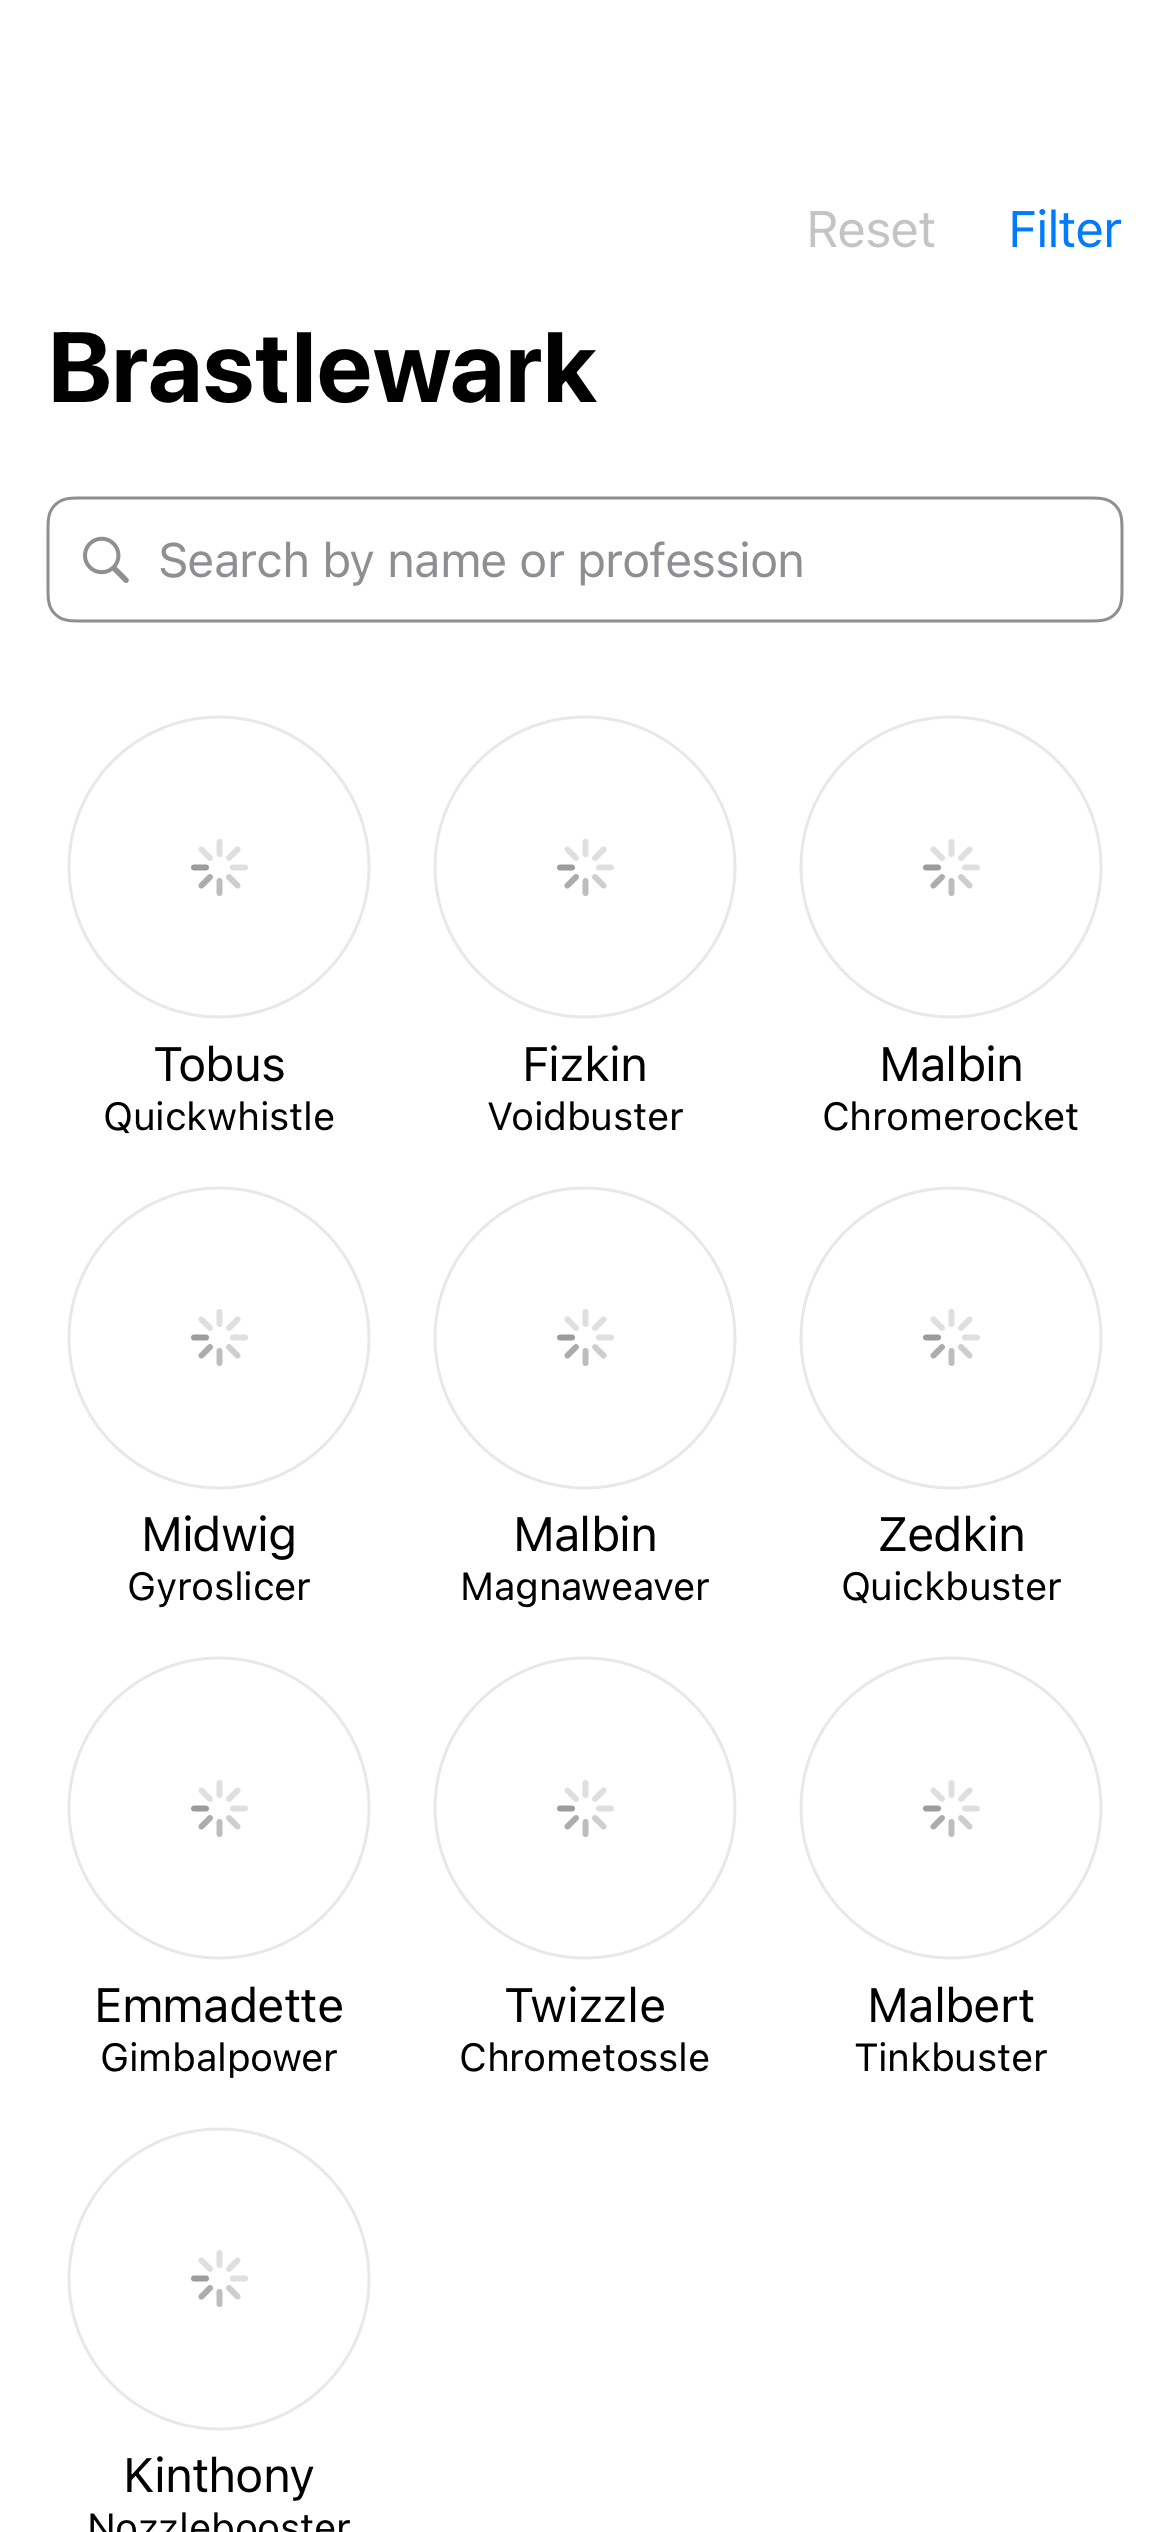 Reset Filter
Brastlewark
Search by name or profession
Tobus Fizkin Malbin
Quickwhistle Voidbuster Chromerocket
Midwig Malbin Zedkin
Gyroslicer Magnaweaver Quickbuster
Emmadette Twizzle Malbert
Gimbalpower Chrometossle Tinkbuster
Kinthony
Nozzlebooster